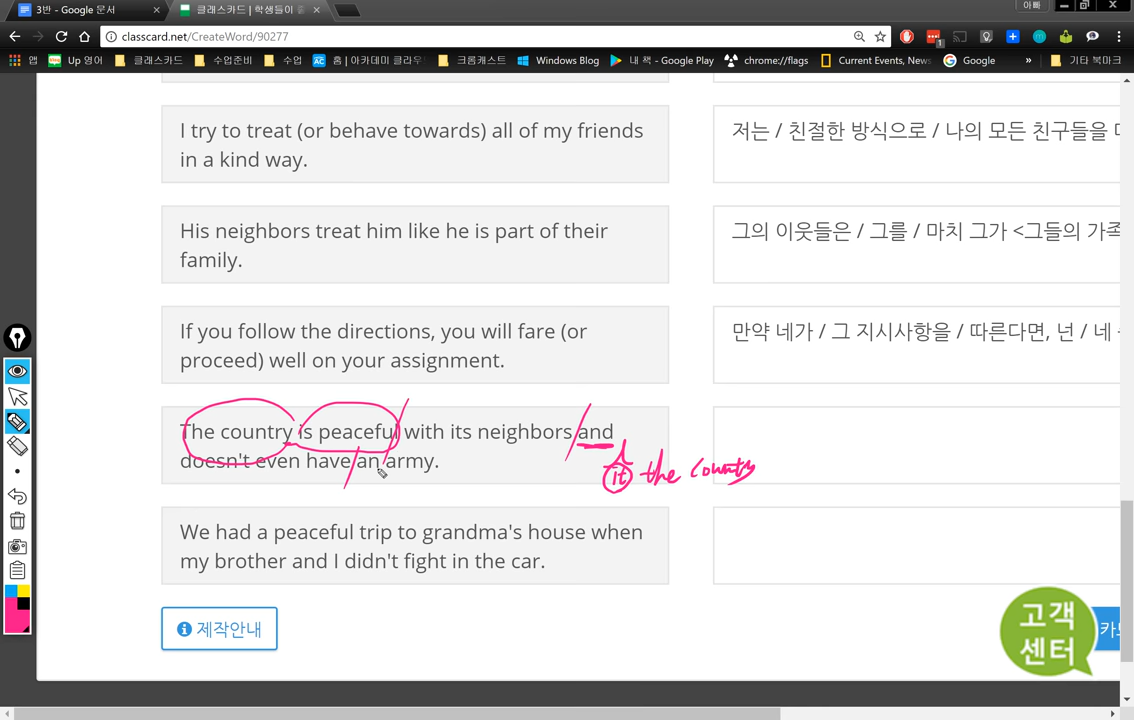 3반 - Google 문서
클래스카드 | 학생들이 
아빠
classcard.net/CreateWord/90277
앱
Up 영어
클래스카드
수업준비
수업
홈 | 아카데미 클라우
크롬캐스트
Windows Blog
내 책 - Google Play
chrome://flags
Current Events, News
Google
»
기타 북마크
I try to treat (or behave towards) all of my friends
in a kind way.
저는 / 친절한 방식으로 / 나의 모든 친구들을
His neighbors treat him like he is part of their
family.
그의 이웃들은 / 그를 / 마치 그가 <그들의 가족
If you follow the directions, you will fare (or
proceed) well on your assignment.
만약 네가 / 그 지시사항을 / 따른다면, 넌 / 네
The country is peaceful with its neighbors and
doesn't even have an army.
it the country
We had a peaceful trip to grandma's house when
my brother and I didn't fight in the car.
제작안내
고객
센터